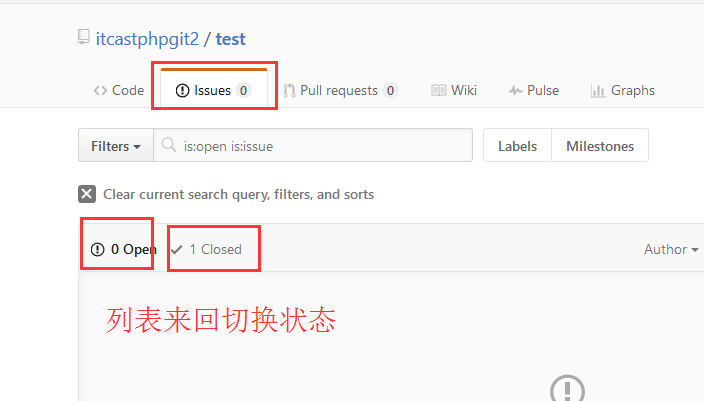 itcastphpgit2 / test
Code Issues 0 Pull requests 0 Wiki Pulse Graphs
Filters is:open is:issue Labels Milestones
Clear current search query, filters, and sorts
0 Open 1 Closed Author
列表来回切换状态